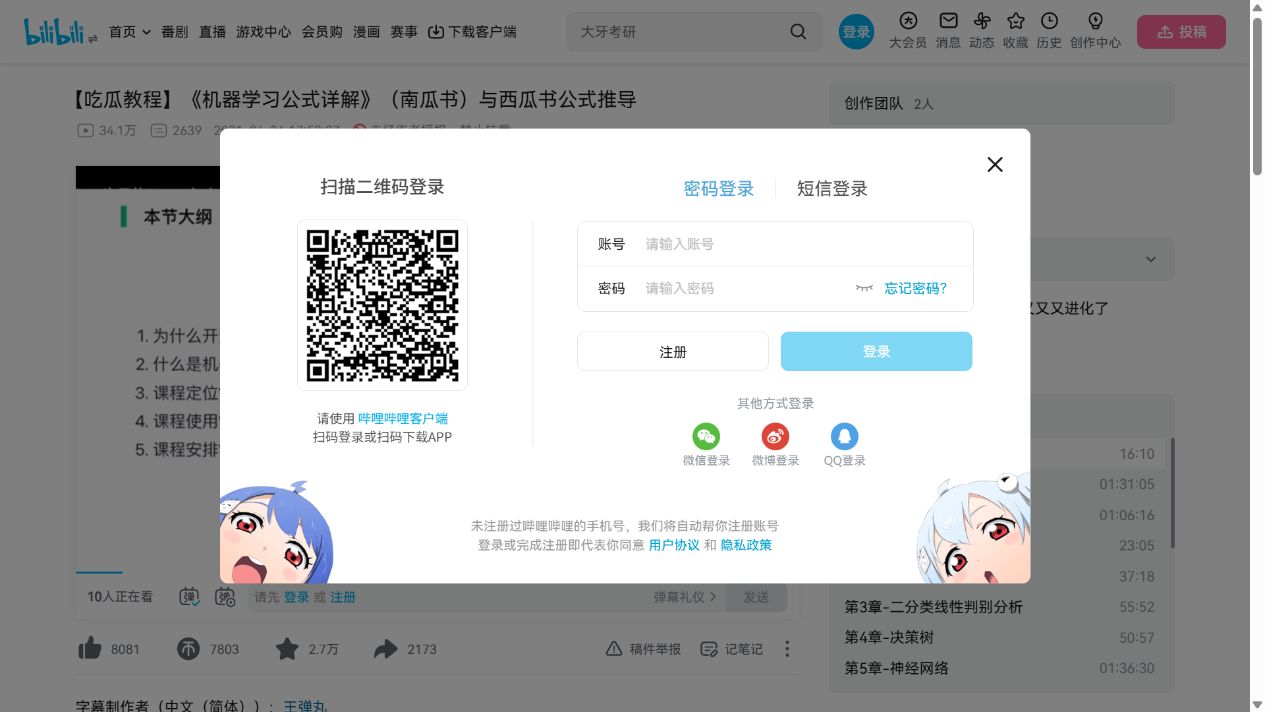 bilibili
首页 番剧 直播 游戏中心 会员购 漫画 赛事 下载客户端
大牙考研
登录
大会员 消息 动态 收藏 历史 创作中心
投稿
【吃瓜教程】《机器学习公式详解》（南瓜书）与西瓜书公式推导
34.1万 2639
创作团队 2人
本节大纲
1. 为什么开
2. 什么是机
3. 课程定位
4. 课程使用
5. 课程安排
扫描二维码登录
请使用 哔哩哔哩客户端
扫码登录或扫码下载APP
密码登录 短信登录
账号 请输入账号
密码 请输入密码 忘记密码?
注册 登录
其他方式登录
微信登录 微博登录 QQ登录
未注册过哔哩哔哩的手机号，我们将自动帮你注册账号
登录或完成注册即代表你同意 用户协议 和 隐私政策
又又进化了
16:10
01:31:05
01:06:16
23:05
37:18
第3章-二分类线性判别分析 55:52
第4章-决策树 50:57
第5章-神经网络 01:36:30
10人正在看 请先 登录 或 注册 弹幕礼仪 发送
8081 7803 2.7万 2173 稿件举报 记笔记
字幕制作者（中文（简体））: 王弹丸